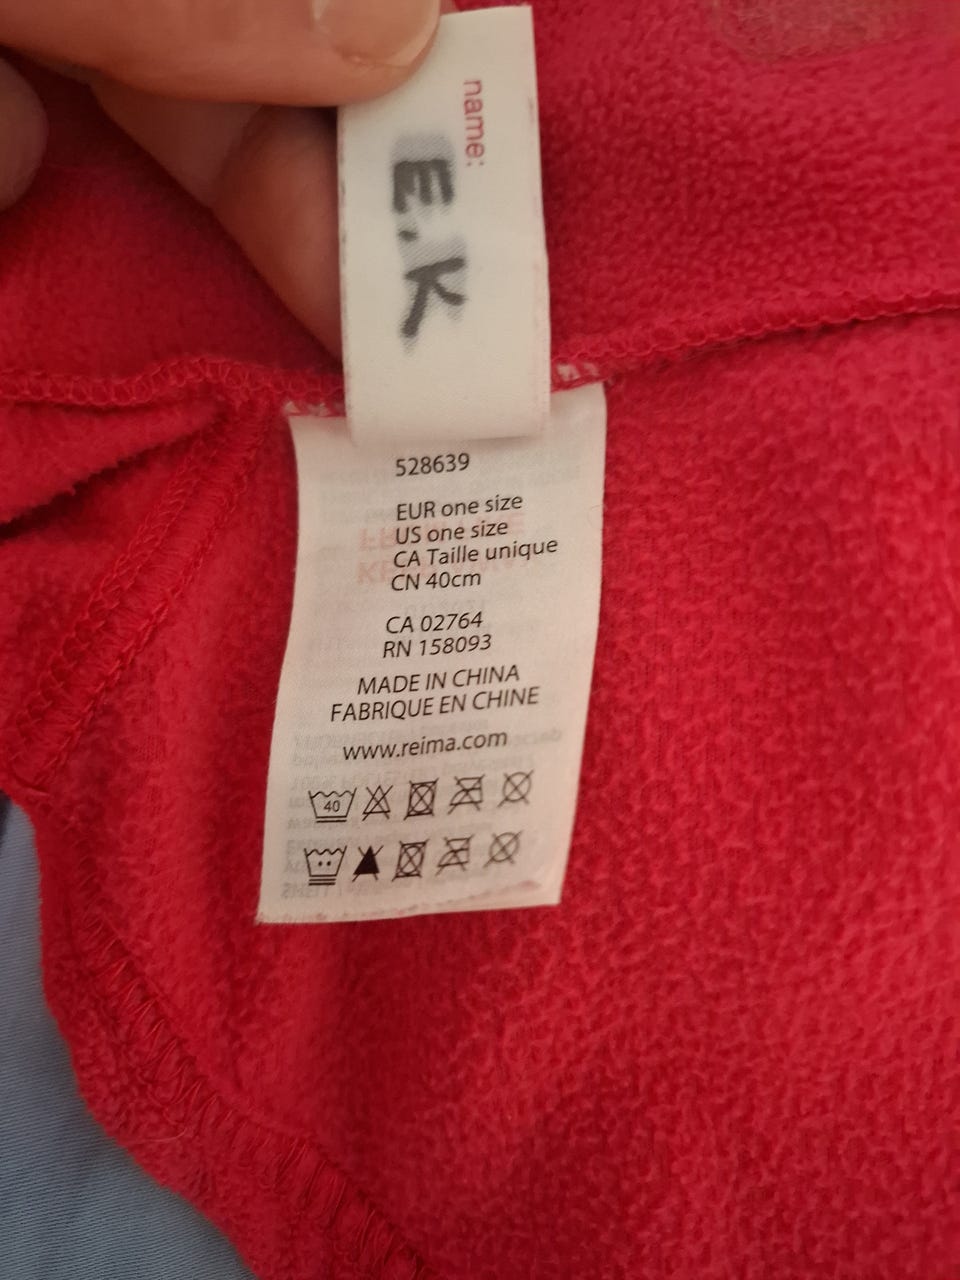 name:
E.K
528639
EUR one size
US one size
CA Taille unique
CN 40cm
CA 02764
RN 158093
MADE IN CHINA
FABRIQUE EN CHINE
www.reima.com
40